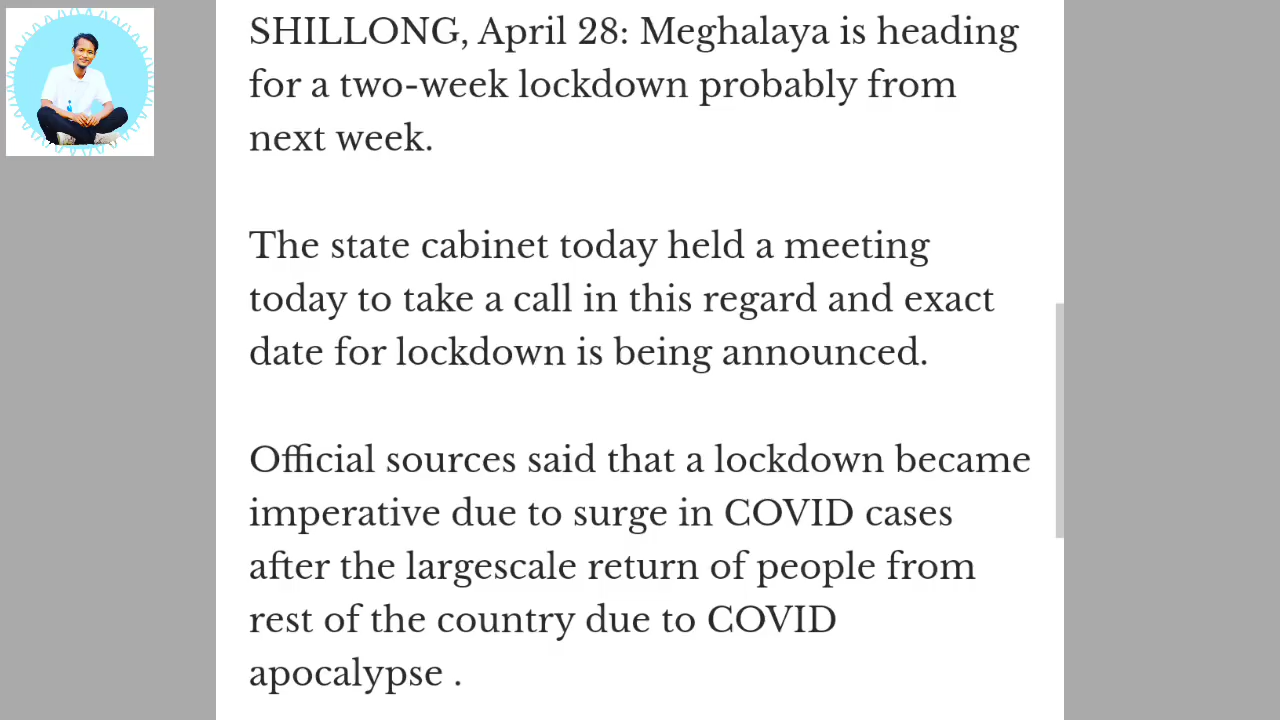 SHILLONG, April 28: Meghalaya is heading
for a two-week lockdown probably from
next week.
The state cabinet today held a meeting
today to take a call in this regard and exact
date for lockdown is being announced.
Official sources said that a lockdown became
imperative due to surge in COVID cases
after the largescale return of people from
rest of the country due to COVID
apocalypse .